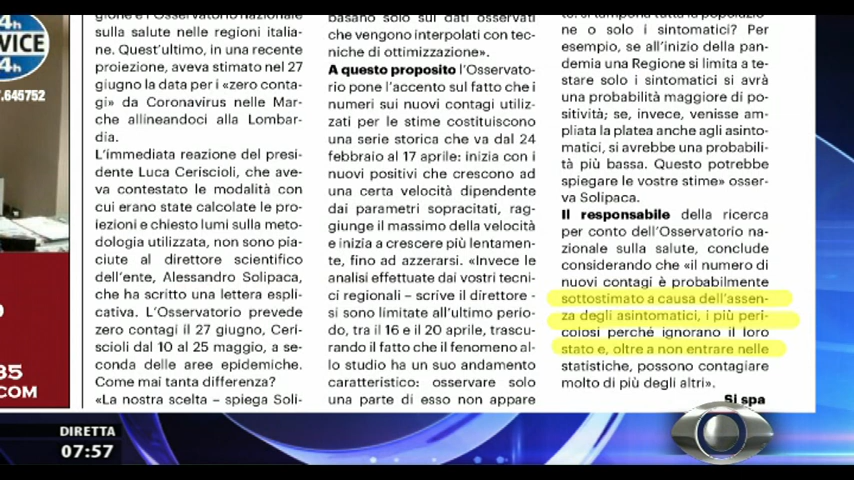 4h
VICE
4h
.645752
35
COM
gione e l'Osservatorio nazionale
sulla salute nelle regioni italia-
ne. Quest'ultimo, in una recente
proiezione, aveva stimato nel 27
giugno la data per i «zero conta-
gi» da Coronavirus nelle Mar-
che allineandoci alla Lombar-
dia.
L'immediata reazione del presi-
dente Luca Ceriscioli, che ave-
va contestato le modalità con
cui erano state calcolate le pro-
iezioni e chiesto lumi sulla meto-
dologia utilizzata, non sono pia-
ciute al direttore scientifico
dell'ente, Alessandro Solipaca,
che ha scritto una lettera espli-
cativa. L'Osservatorio prevede
zero contagi il 27 giugno, Ceri-
scioli dal 10 al 25 maggio, a se-
conda delle aree epidemiche.
Come mai tanta differenza?
«La nostra scelta – spiega Soli-
basano solo sui dati osservati
che vengono interpolati con tec-
niche di ottimizzazione».
A questo proposito l'Osservato-
rio pone l'accento sul fatto che i
numeri sui nuovi contagi utiliz-
zati per le stime costituiscono
una serie storica che va dal 24
febbraio al 17 aprile: inizia con i
nuovi positivi che crescono ad
una certa velocità dipendente
dai parametri sopracitati, rag-
giunge il massimo della velocità
e inizia a crescere più lentamen-
te, fino ad azzerarsi. «Invece le
analisi effettuate dai vostri tecni-
ci regionali – scrive il direttore -
si sono limitate all'ultimo perio-
do, tra il 16 e il 20 aprile, trascu-
rando il fatto che il fenomeno al-
lo studio ha un suo andamento
caratteristico: osservare solo
una parte di esso non appare
to: si tampona tutta la popolazio-
ne o solo i sintomatici? Per
esempio, se all'inizio della pan-
demia una Regione si limita a te-
stare solo i sintomatici si avrà
una probabilità maggiore di po-
sitività; se, invece, venisse am-
pliata la platea anche agli asinto-
matici, si avrebbe una probabili-
tà più bassa. Questo potrebbe
spiegare le vostre stime» osser-
va Solipaca.
Il responsabile della ricerca
per conto dell'Osservatorio na-
zionale sulla salute, conclude
considerando che «il numero di
nuovi contagi è probabilmente
sottostimato a causa dell'assen-
za degli asintomatici, i più peri-
colosi perché ignorano il loro
stato e, oltre a non entrare nelle
statistiche, possono contagiare
molto di più degli altri».
Si spa
DIRETTA
07:57